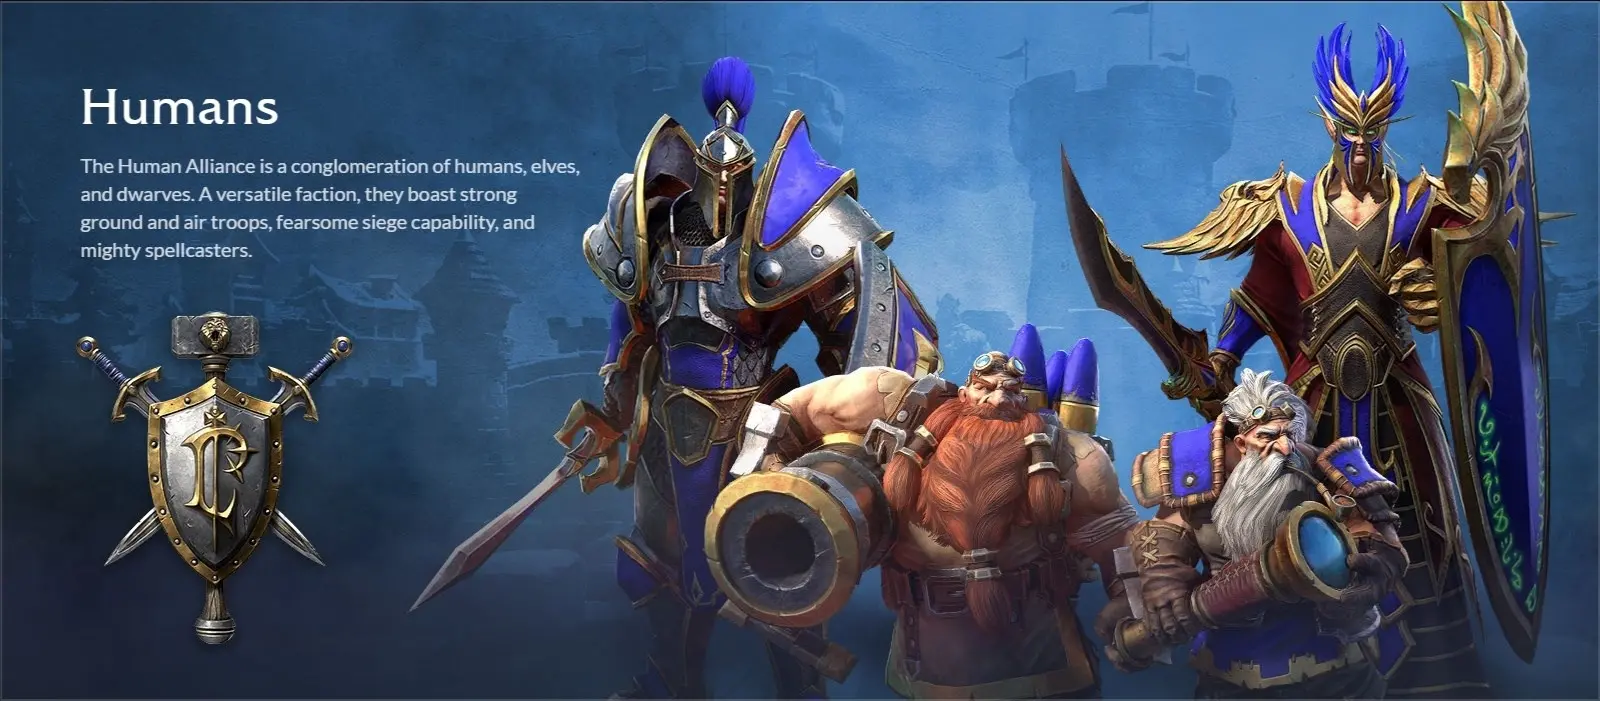 Humans
The Human Alliance is a conglomeration of humans, elves,
and dwarves. A versatile faction, they boast strong
ground and air troops, fearsome siege capability, and
mighty spellcasters.